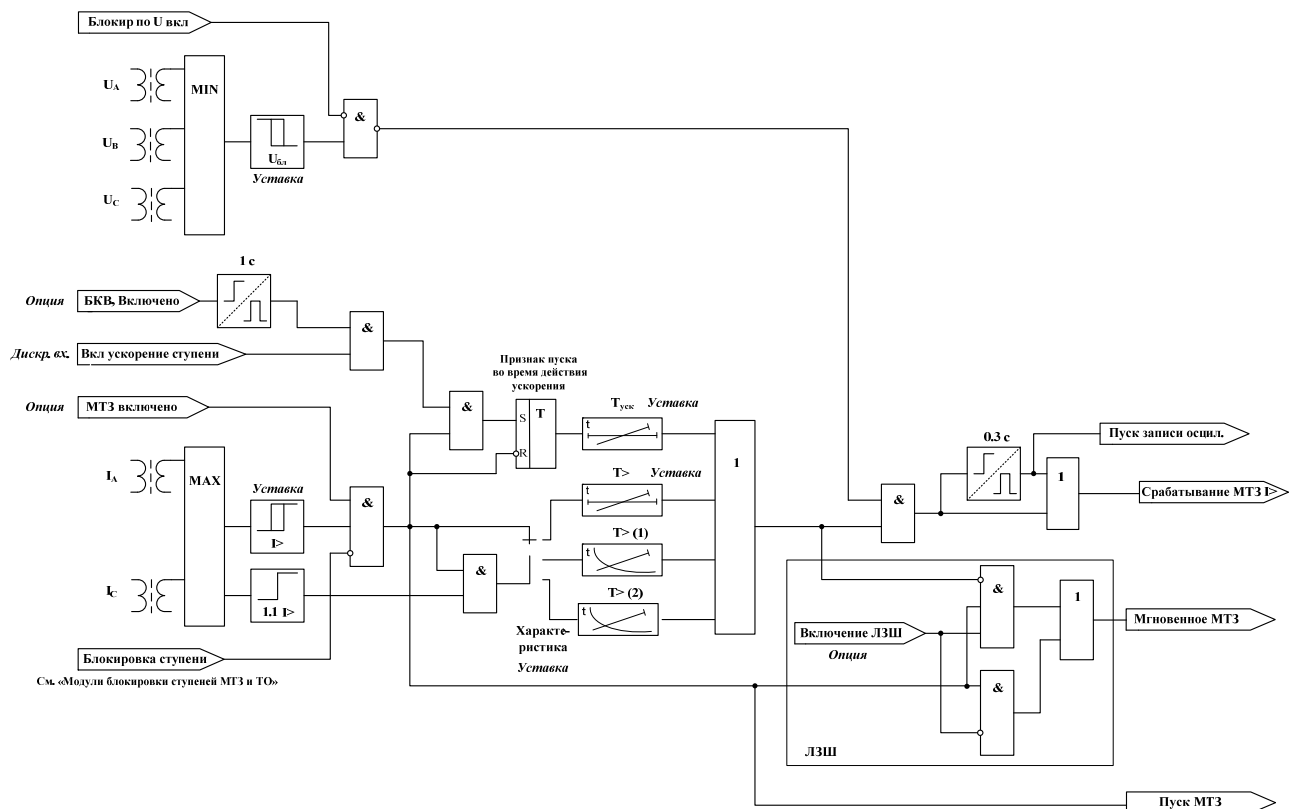 Блокир по U вкл
U_A
MIN
U_B
&
U_бл
Уставка
U_C
1 с
Опция
БКВ, Включено
&
Дискр. вх.
Вкл ускорение ступени
Признак пуска
во время действия
ускорения
Опция
МТЗ включено
&
S
T
R
T_уск
Уставка
1
0.3 с
Пуск записи осцил.
I_A
MAX
Уставка
I>
&
T>
Уставка
t
&
1
Срабатывание МТЗ I>
T> (1)
t
&
I_C
1.1 I>
T> (2)
t
&
1
Включение ЛЗШ
Опция
Мгновенное МТЗ
Характе-
ристика
Уставка
Блокировка ступени
См. «Модули блокировки ступеней МТЗ и ТО»
&
ЛЗШ
Пуск МТЗ
t